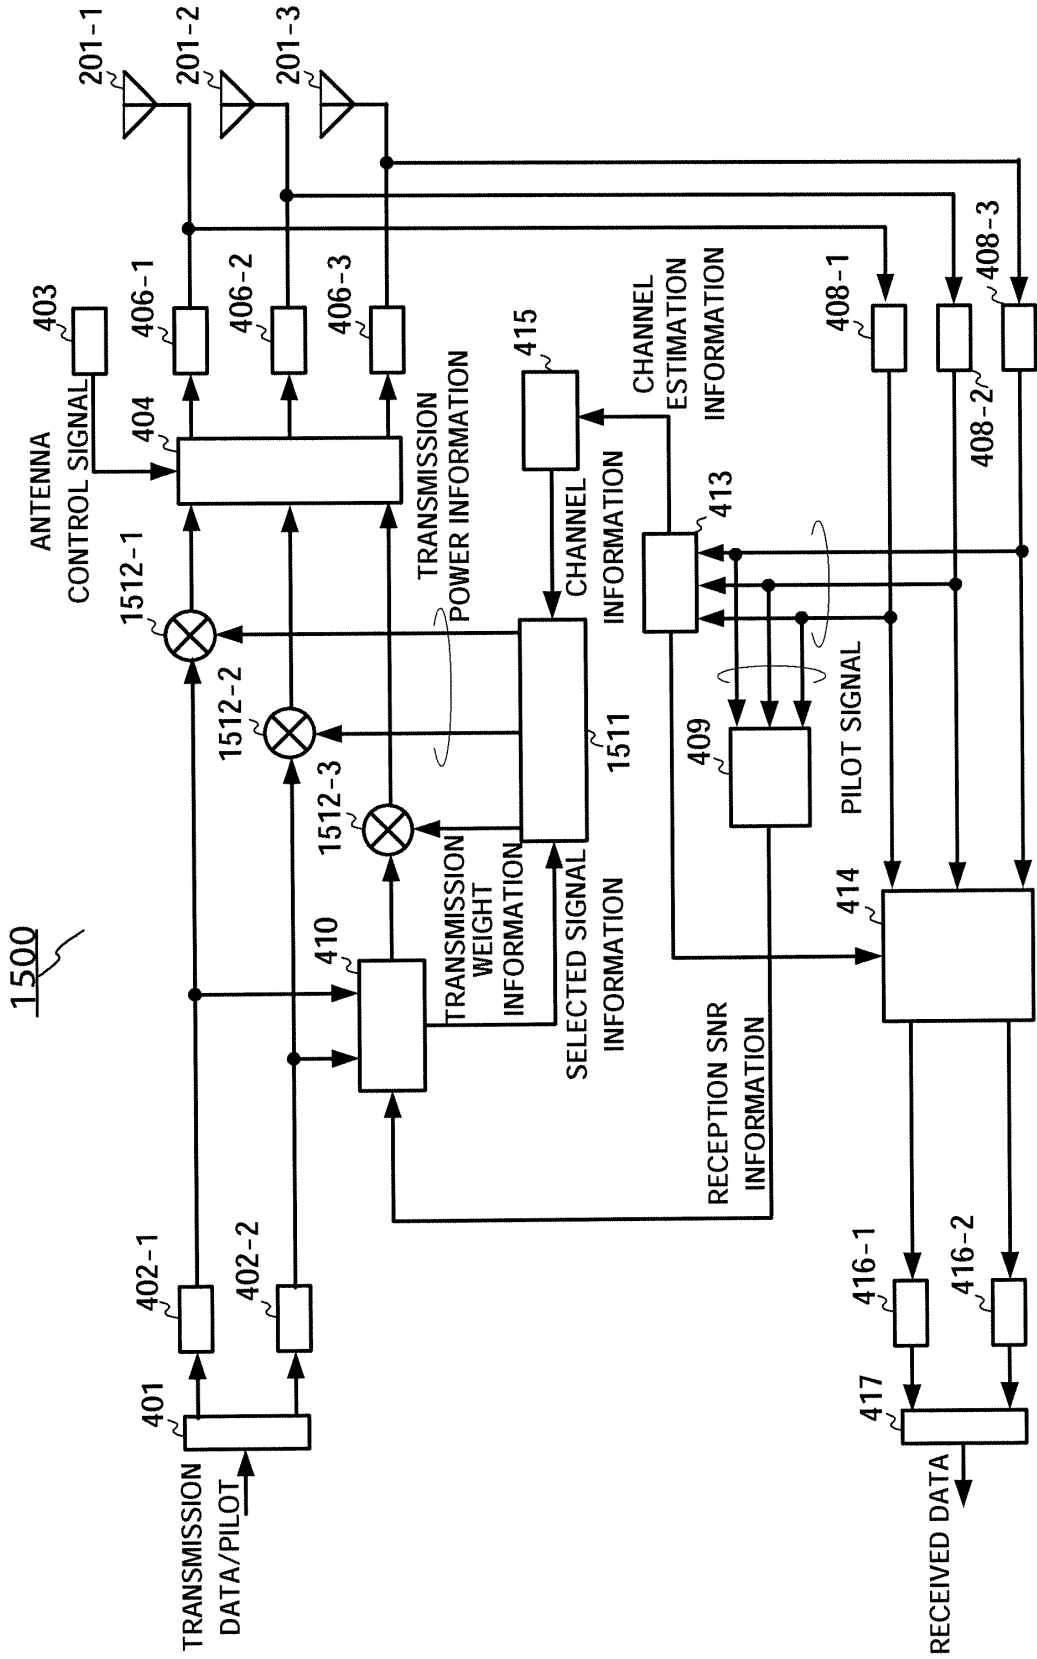 1500
TRANSMISSION
DATA/PILOT
401
402-1
402-2
1512-1
1512-2
1512-3
ANTENNA
CONTROL SIGNAL
403
404
406-1
406-2
406-3
201-1
201-2
201-3
410
TRANSMISSION
WEIGHT
INFORMATION
SELECTED SIGNAL
INFORMATION
1511
TRANSMISSION
POWER INFORMATION
CHANNEL
INFORMATION
415
CHANNEL
ESTIMATION
INFORMATION
413
409
PILOT SIGNAL
RECEPTION SNR
INFORMATION
408-1
408-2
408-3
414
416-1
416-2
417
RECEIVED DATA